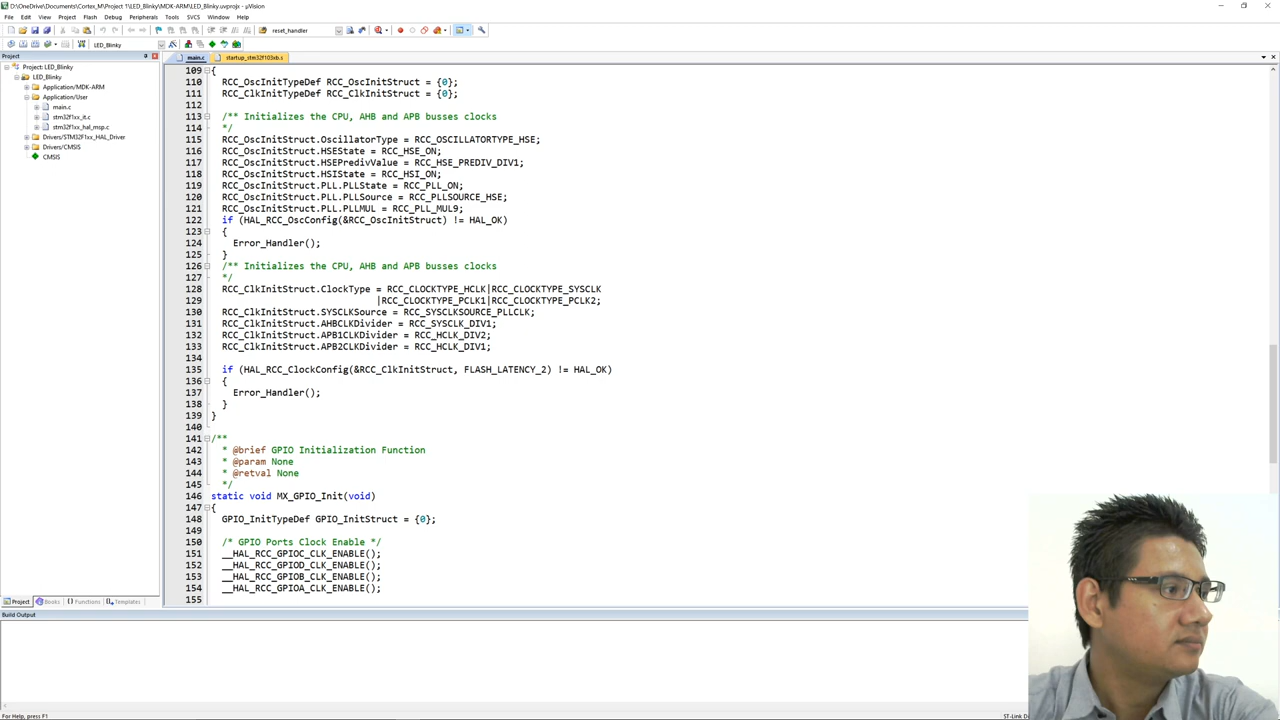 D:\OneDrive\Documents\Cortex_M\Project 1\LED_Blinky\MDK-ARM\LED_Blinky.uvprojx - µVision
File Edit View Project Flash Debug Peripherals Tools SVCS Window Help
reset_handler
LED_Blinky
Project
main.c startup_stm32f103xb.s
Project: LED_Blinky
LED_Blinky
Application/MDK-ARM
Application/User
main.c
stm32f1xx_it.c
stm32f1xx_hal_msp.c
Drivers/STM32F1xx_HAL_Driver
Drivers/CMSIS
CMSIS
109 {
110 RCC_OscInitTypeDef RCC_OscInitStruct = {0};
111 RCC_ClkInitTypeDef RCC_ClkInitStruct = {0};
112
113 /** Initializes the CPU, AHB and APB busses clocks
114 */
115 RCC_OscInitStruct.OscillatorType = RCC_OSCILLATORTYPE_HSE;
116 RCC_OscInitStruct.HSEState = RCC_HSE_ON;
117 RCC_OscInitStruct.HSEPredivValue = RCC_HSE_PREDIV_DIV1;
118 RCC_OscInitStruct.HSIState = RCC_HSI_ON;
119 RCC_OscInitStruct.PLL.PLLState = RCC_PLL_ON;
120 RCC_OscInitStruct.PLL.PLLSource = RCC_PLLSOURCE_HSE;
121 RCC_OscInitStruct.PLL.PLLMUL = RCC_PLL_MUL9;
122 if (HAL_RCC_OscConfig(&RCC_OscInitStruct) != HAL_OK)
123 {
124 Error_Handler();
125 }
126 /** Initializes the CPU, AHB and APB busses clocks
127 */
128 RCC_ClkInitStruct.ClockType = RCC_CLOCKTYPE_HCLK|RCC_CLOCKTYPE_SYSCLK
129 |RCC_CLOCKTYPE_PCLK1|RCC_CLOCKTYPE_PCLK2;
130 RCC_ClkInitStruct.SYSCLKSource = RCC_SYSCLKSOURCE_PLLCLK;
131 RCC_ClkInitStruct.AHBCLKDivider = RCC_SYSCLK_DIV1;
132 RCC_ClkInitStruct.APB1CLKDivider = RCC_HCLK_DIV2;
133 RCC_ClkInitStruct.APB2CLKDivider = RCC_HCLK_DIV1;
134
135 if (HAL_RCC_ClockConfig(&RCC_ClkInitStruct, FLASH_LATENCY_2) != HAL_OK)
136 {
137 Error_Handler();
138 }
139 }
140
141 /**
142 * @brief GPIO Initialization Function
143 * @param None
144 * @retval None
145 */
146 static void MX_GPIO_Init(void)
147 {
148 GPIO_InitTypeDef GPIO_InitStruct = {0};
149
150 /* GPIO Ports Clock Enable */
151 __HAL_RCC_GPIOC_CLK_ENABLE();
152 __HAL_RCC_GPIOD_CLK_ENABLE();
153 __HAL_RCC_GPIOB_CLK_ENABLE();
154 __HAL_RCC_GPIOA_CLK_ENABLE();
155
Project Books Functions Templates
Build Output
For Help, press F1
ST-Link De